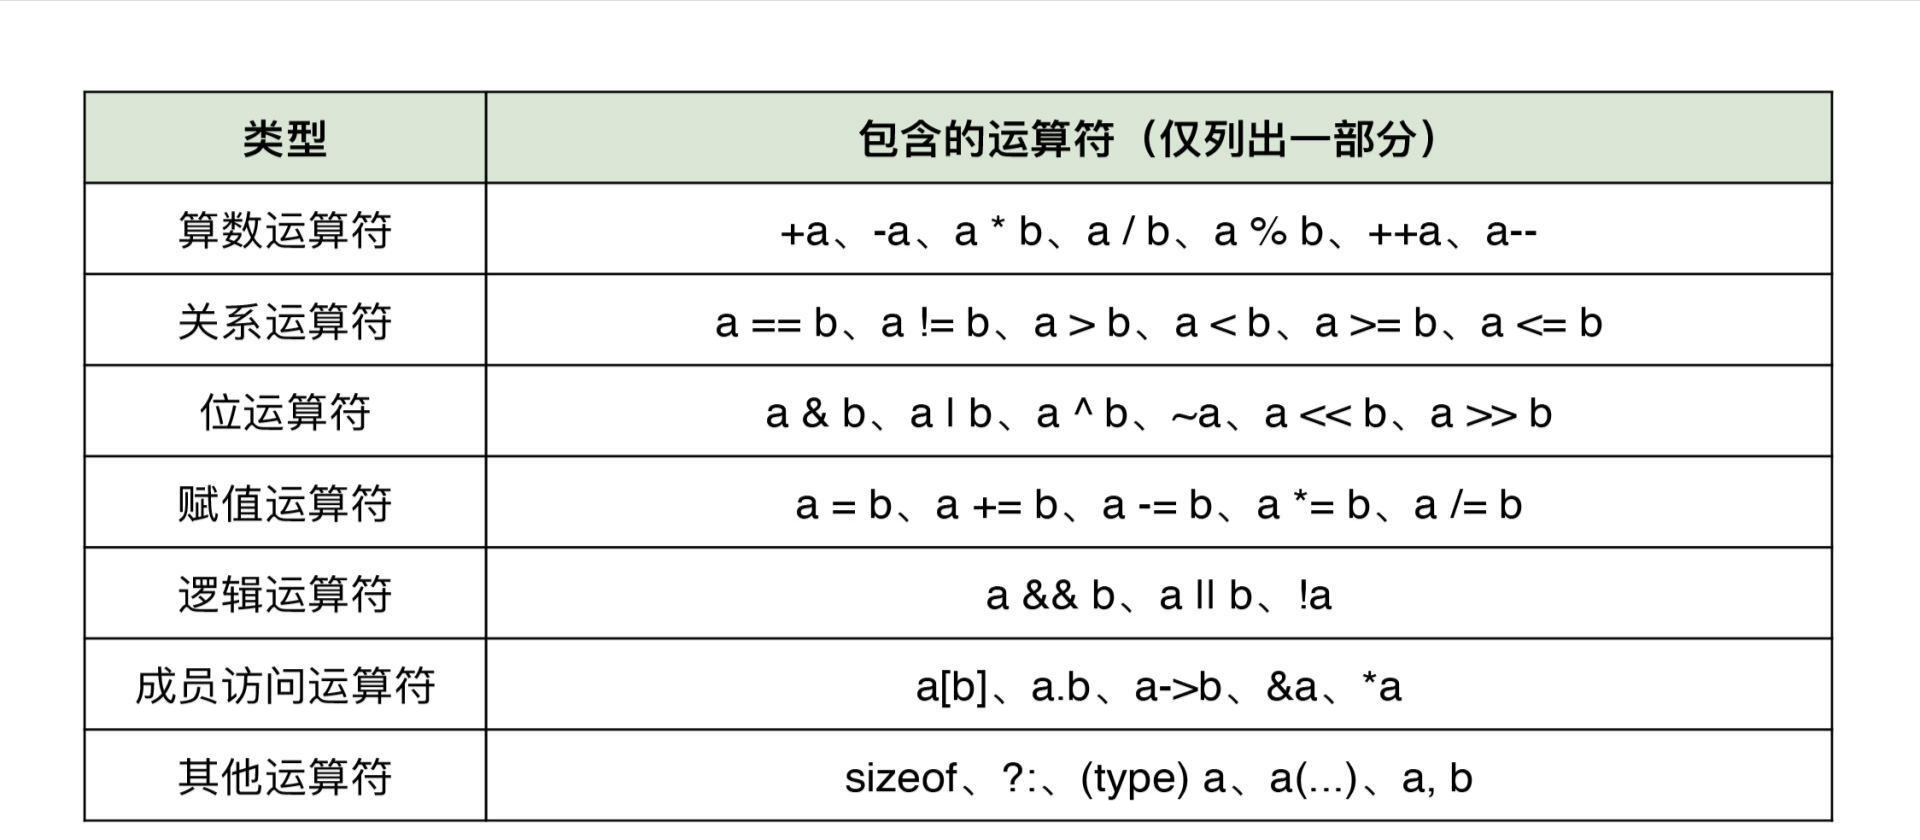 类型 包含的运算符（仅列出一部分）
算数运算符 +a、-a、a * b、a / b、a % b、++a、a--
关系运算符 a == b、a != b、a > b、a < b、a >= b、a <= b
位运算符 a & b、a | b、a ^ b、~a、a << b、a >> b
赋值运算符 a = b、a += b、a -= b、a *= b、a /= b
逻辑运算符 a && b、a || b、!a
成员访问运算符 a[b]、a.b、a->b、&a、*a
其他运算符 sizeof、?:、(type) a、a(...)、a, b